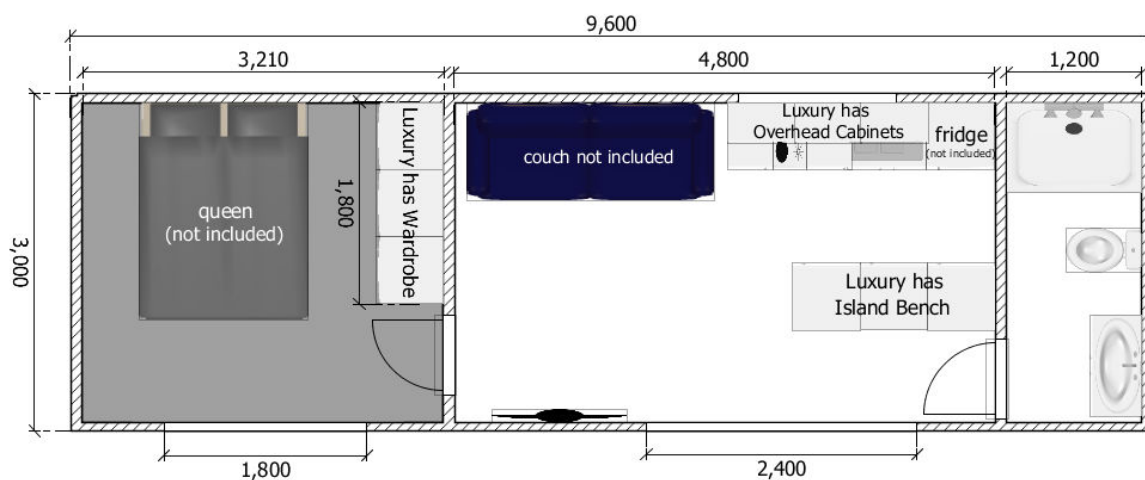 9,600
3,210
4,800
1,200
Luxury has
Overhead Cabinets
fridge
(not included)
couch not included
Luxury has Wardrobe
1,800
queen
(not included)
3,000
Luxury has
Island Bench
1,800
2,400